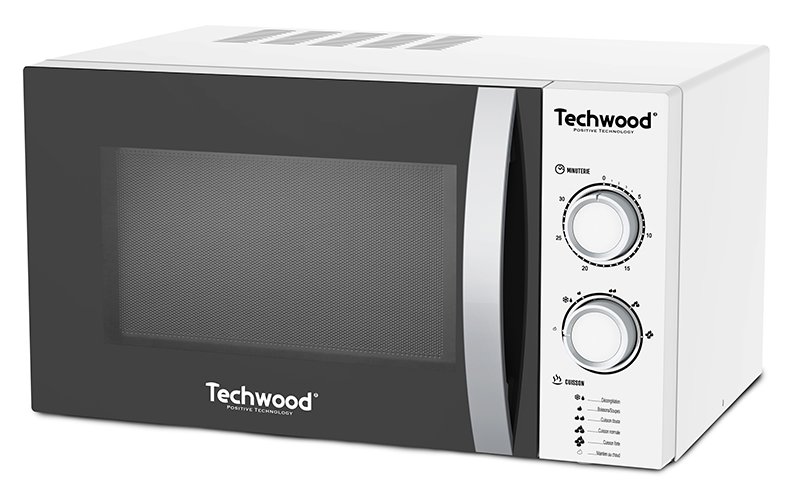 Techwood®
POSITIVE TECHNOLOGY
MINUTERIE
0
5
10
15
20
25
30
CUISSON
Décongélation
Boissons/Soupes
Cuisson douce
Cuisson normale
Cuisson forte
Maintien au chaud
Techwood®
POSITIVE TECHNOLOGY